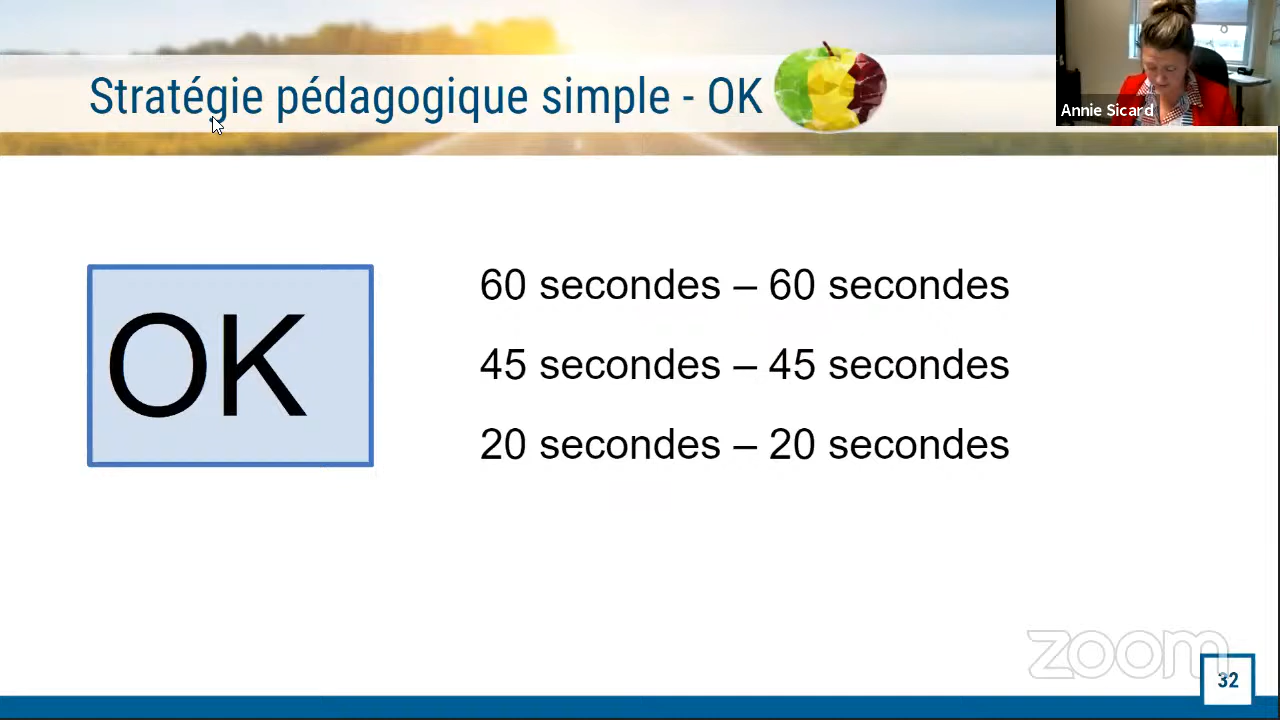 Stratégie pédagogique simple - OK
Annie Sicard
OK
60 secondes – 60 secondes
45 secondes – 45 secondes
20 secondes – 20 secondes
zoom
32